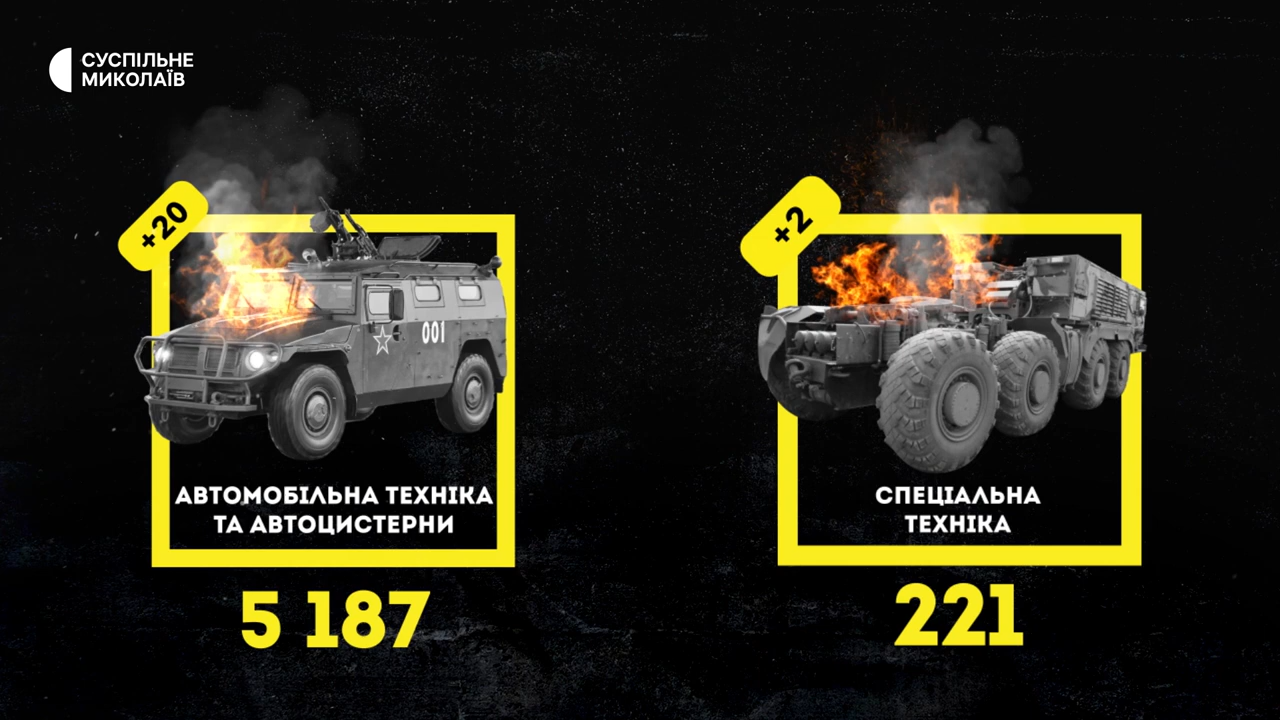 СУСПІЛЬНЕ
МИКОЛАЇВ
+20
001
АВТОМОБІЛЬНА ТЕХНІКА
ТА АВТОЦИСТЕРНИ
5 187
+2
СПЕЦІАЛЬНА
ТЕХНІКА
221